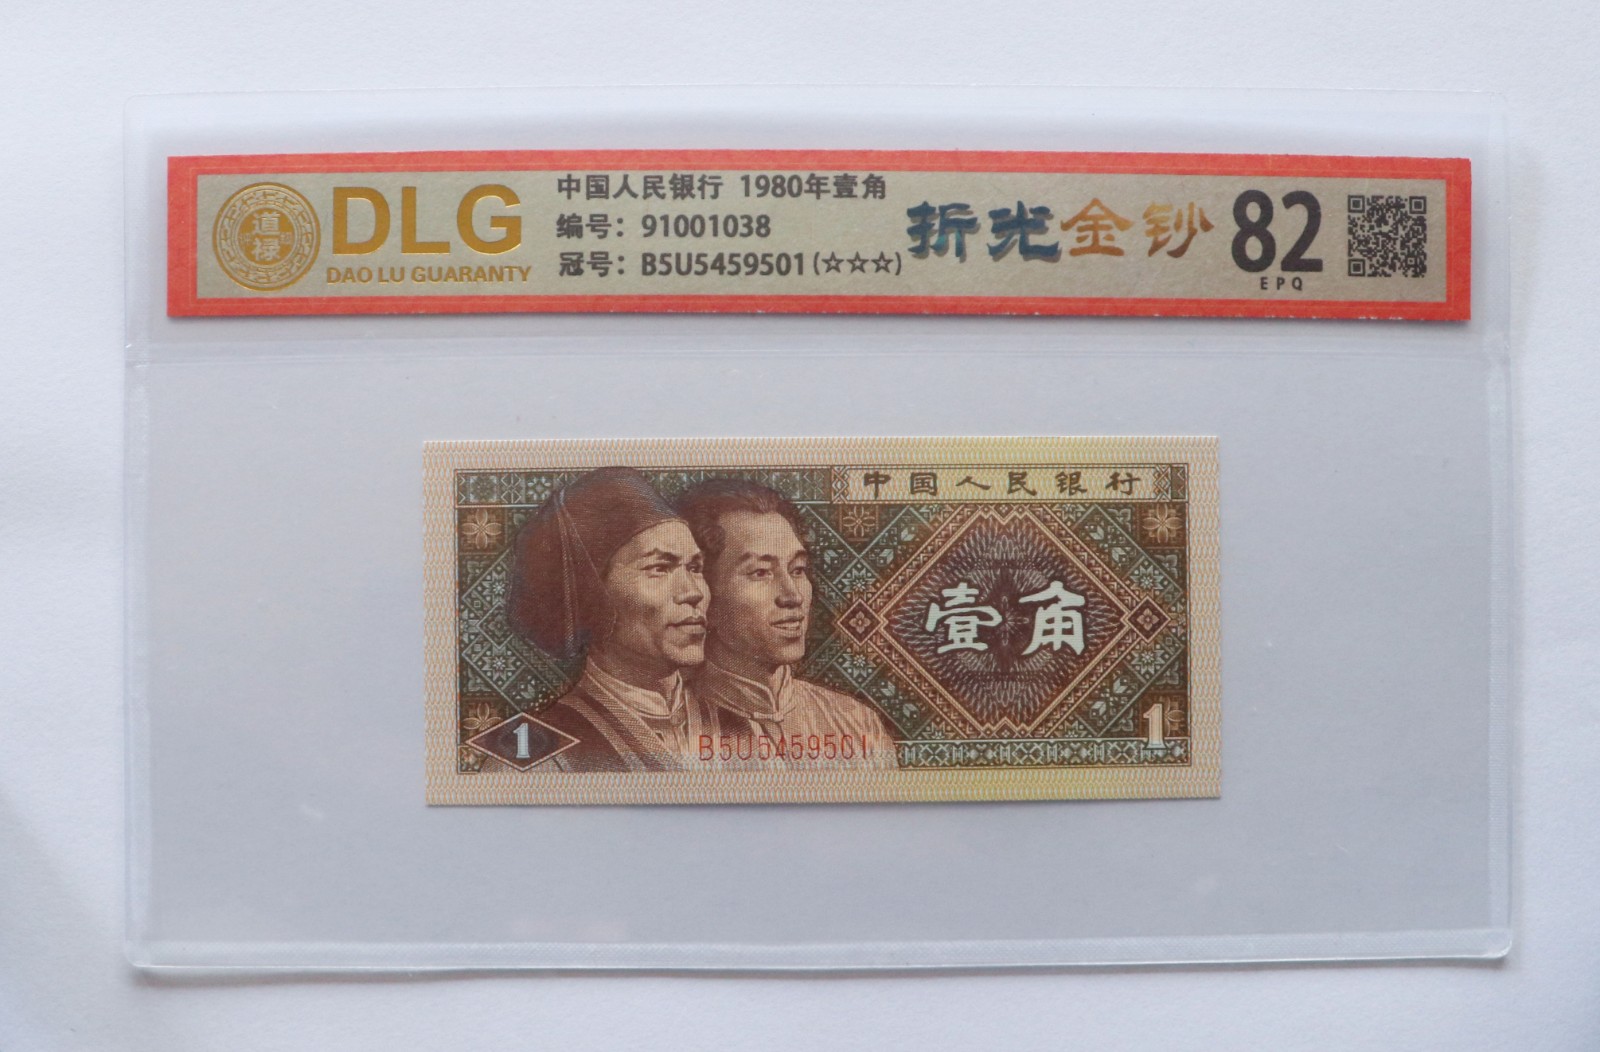 道禄
DLG
DAO LU GUARANTY
中国人民银行 1980年壹角
编号：91001038
冠号：B5U5459501(☆☆☆)
折光金钞
82
EPQ
中国人民银行
壹角
1
1
B5U5459501